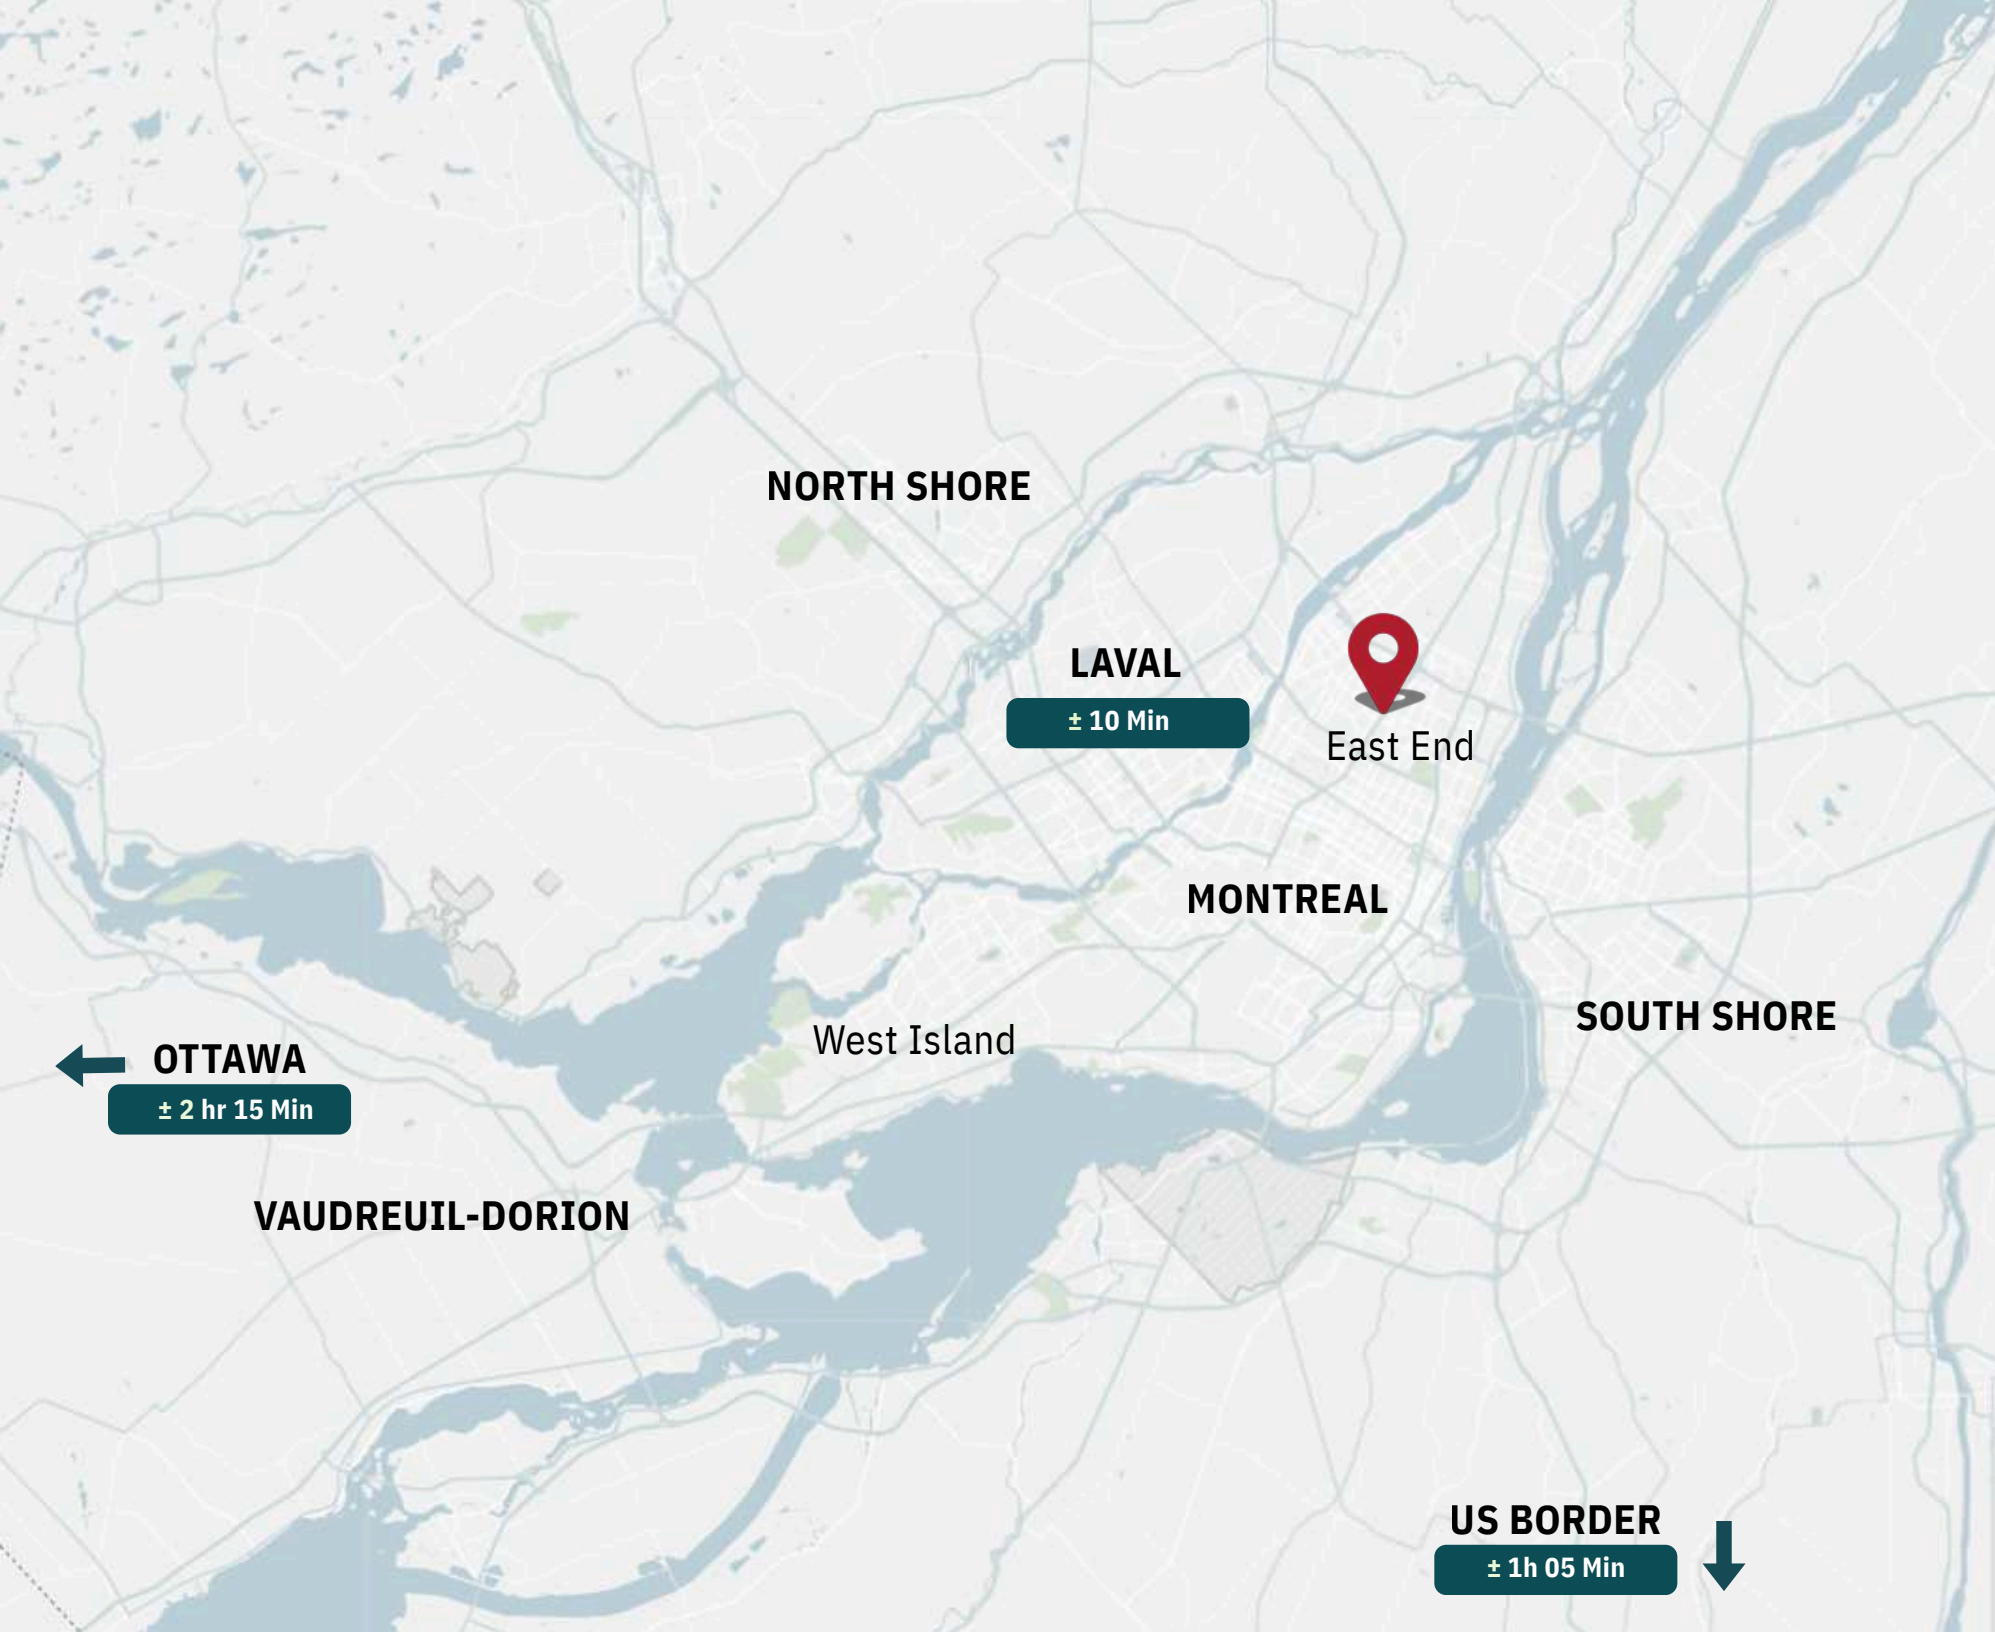 NORTH SHORE
LAVAL
± 10 Min
East End
MONTREAL
SOUTH SHORE
West Island
OTTAWA
± 2 hr 15 Min
VAUDREUIL-DORION
US BORDER
± 1h 05 Min